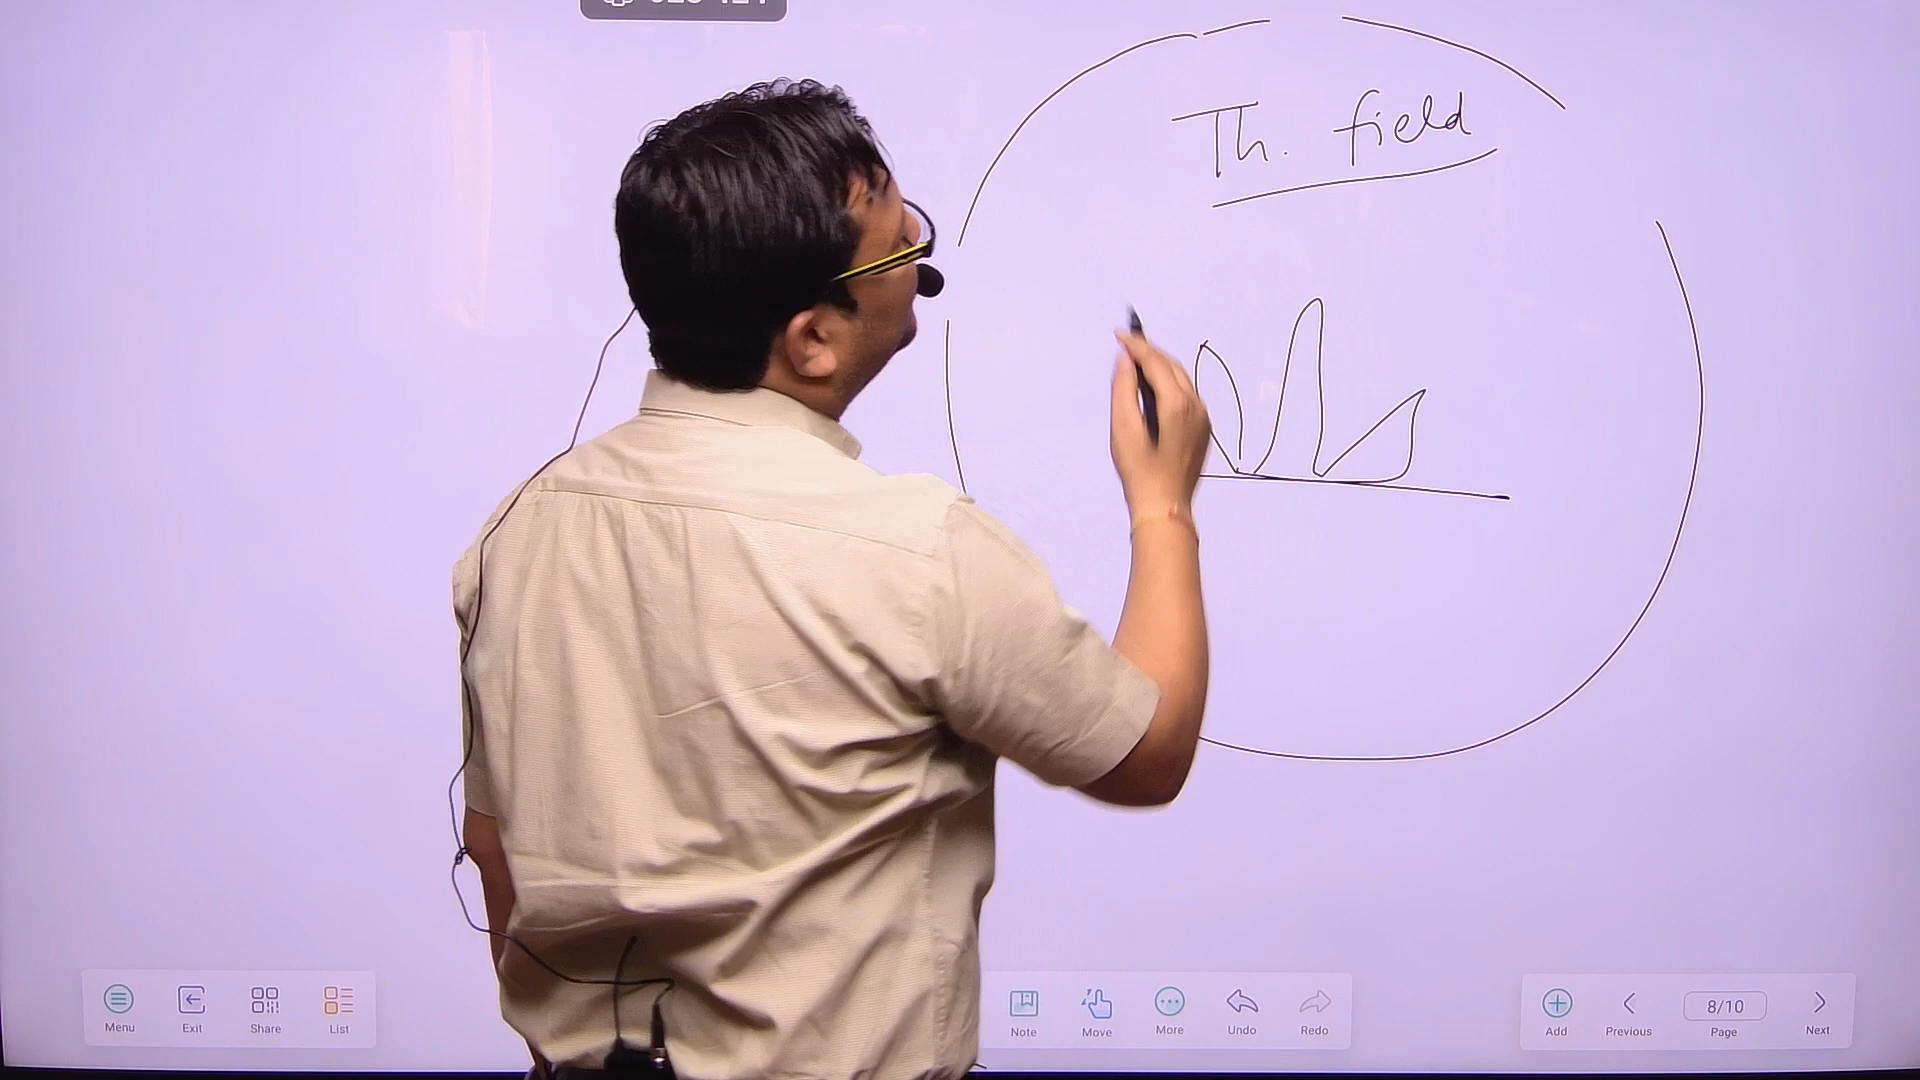 Th. field
Menu
Exit
Share
List
Note
Move
More
Undo
Redo
Add
Previous
8/10
Page
Next